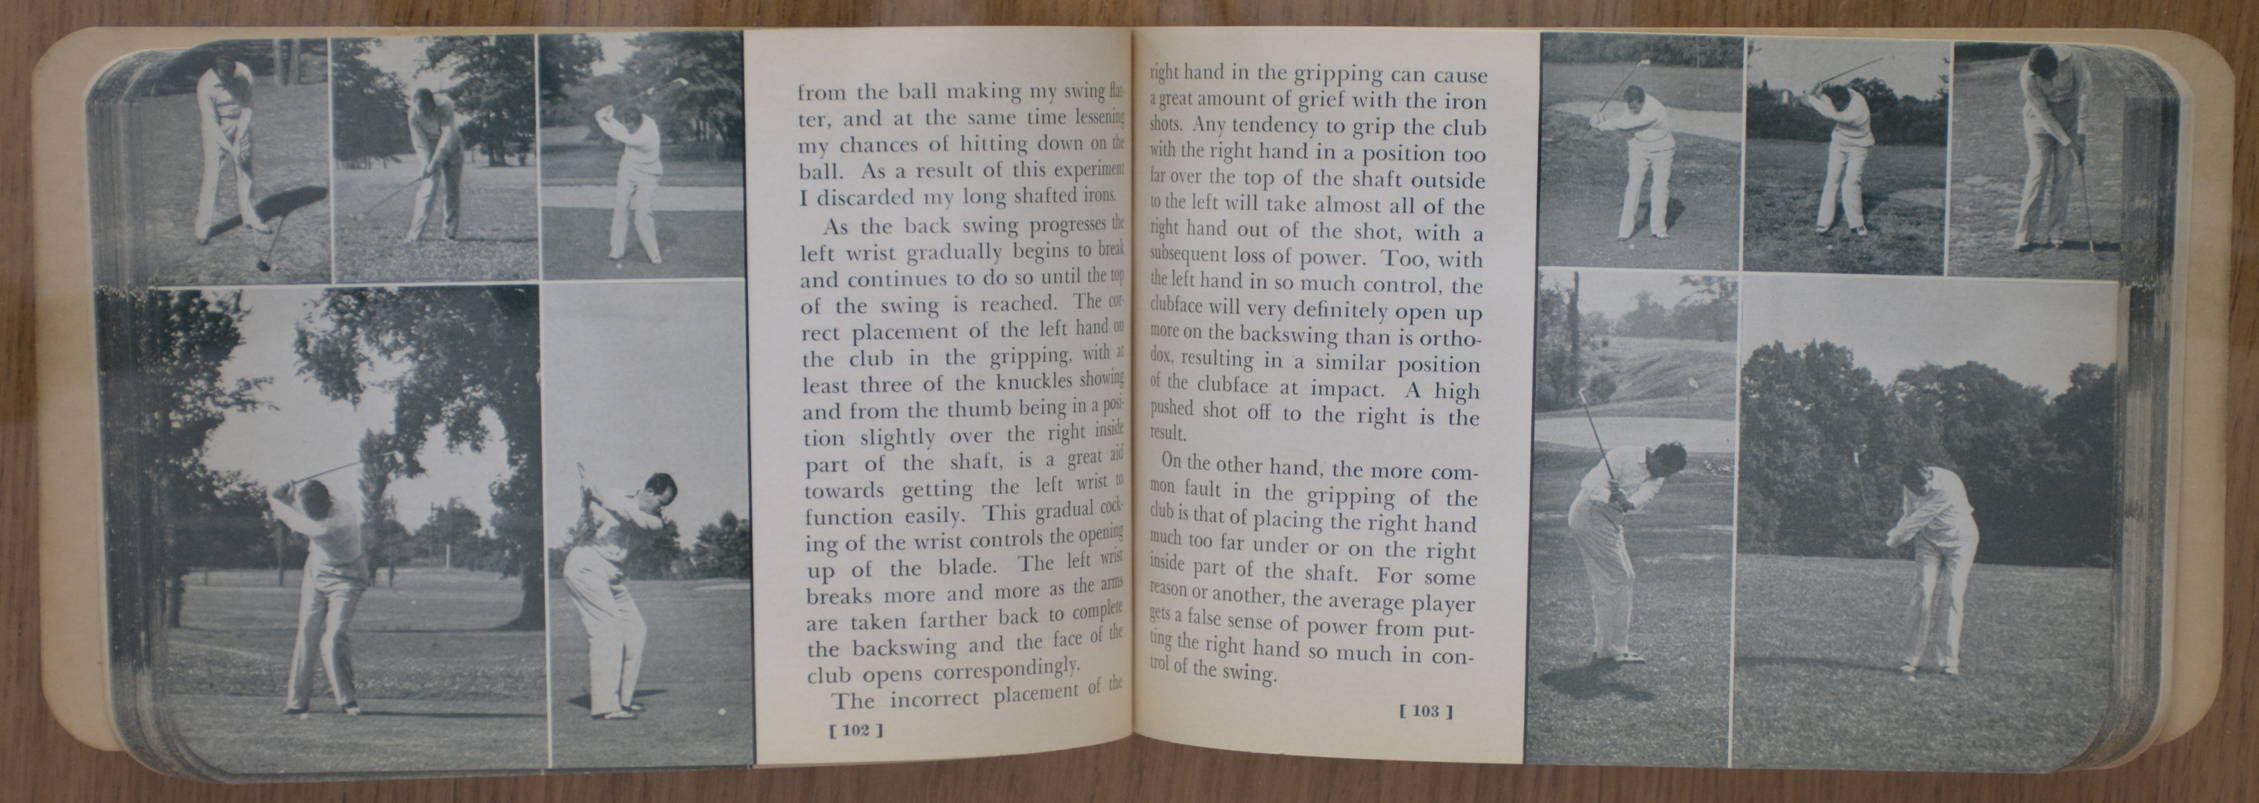 from the ball making my swing flat-
ter, and at the same time lessening
my chances of hitting down on the
ball. As a result of this experiment
I discarded my long shafted irons.
As the back swing progresses the
left wrist gradually begins to break
and continues to do so until the top
of the swing is reached. The cor-
rect placement of the left hand on
the club in the gripping, with at
least three of the knuckles showing
and from the thumb being in a posi-
tion slightly over the right inside
part of the shaft, is a great aid
towards getting the left wrist to
function easily. This gradual cock-
ing of the wrist controls the opening
up of the blade. The left wrist
breaks more and more as the arms
are taken farther back to complete
the backswing and the face of the
club opens correspondingly.
The incorrect placement of the
[ 102 ]
right hand in the gripping can cause
a great amount of grief with the iron
shots. Any tendency to grip the club
with the right hand in a position too
far over the top of the shaft outside
to the left will take almost all of the
right hand out of the shot, with a
subsequent loss of power. Too, with
the left hand in so much control, the
clubface will very definitely open up
more on the backswing than is ortho-
dox, resulting in a similar position
of the clubface at impact. A high
pushed shot off to the right is the
result.
On the other hand, the more com-
mon fault in the gripping of the
club is that of placing the right hand
much too far under or on the right
inside part of the shaft. For some
reason or another, the average player
gets a false sense of power from put-
ting the right hand so much in con-
trol of the swing.
[ 103 ]